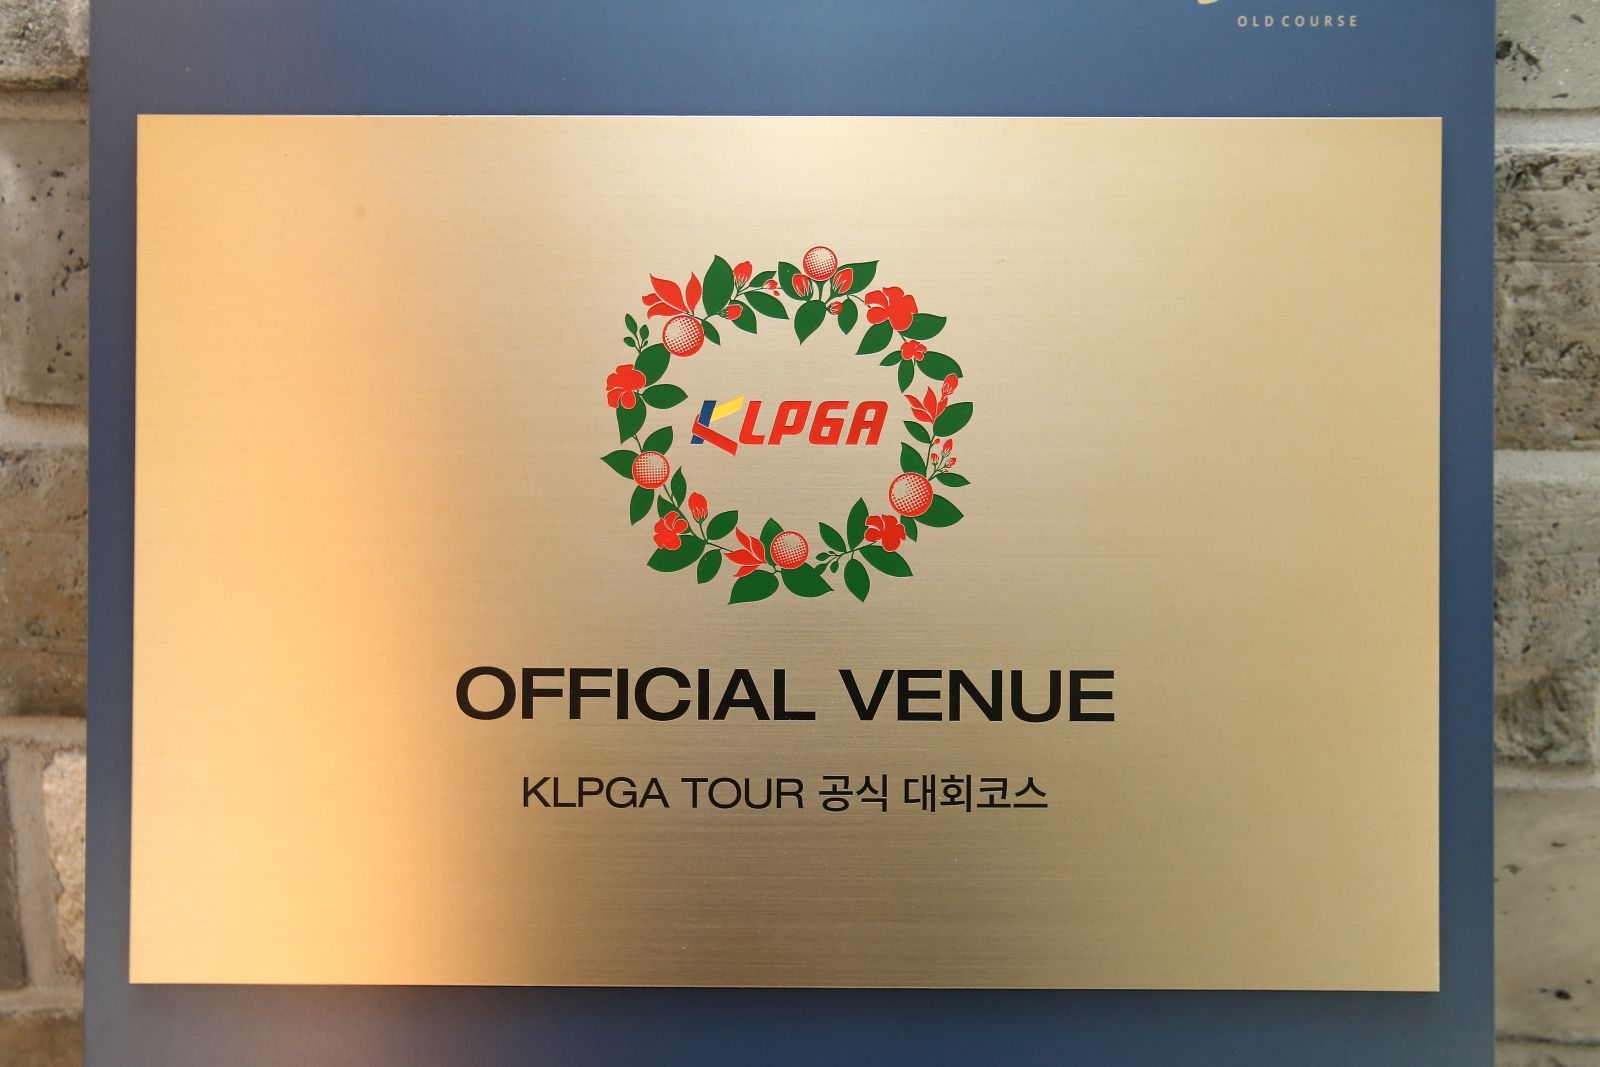 OLD COURSE
KLPGA
OFFICIAL VENUE
KLPGA TOUR 공식 대회코스